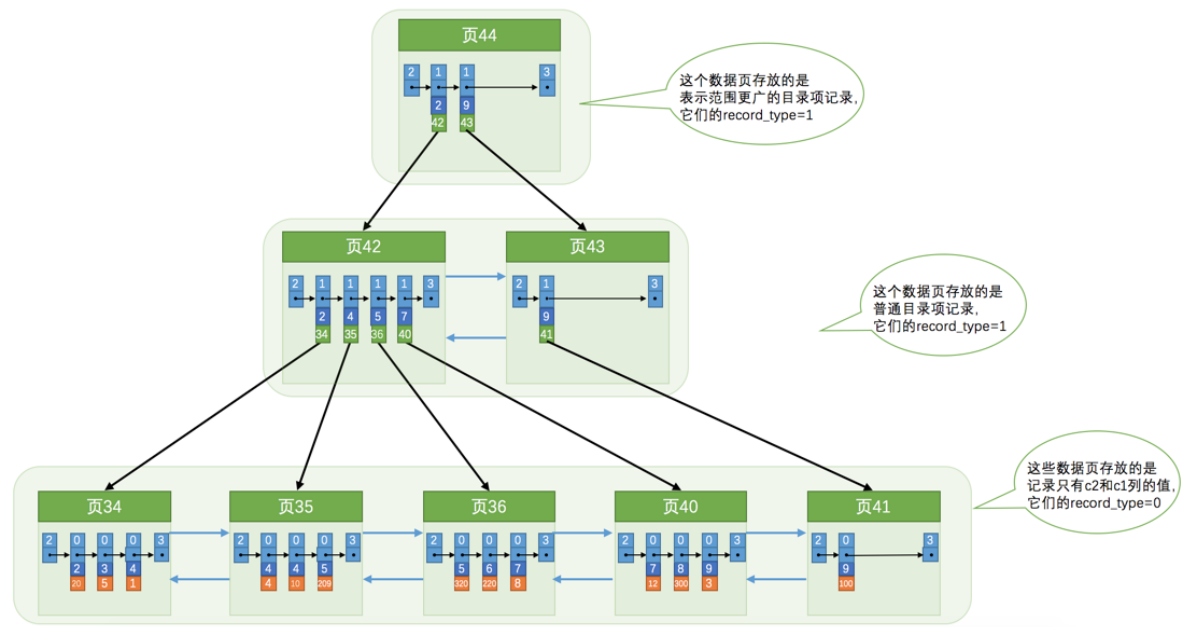 页44
2 1 1 3
2 9
42 43
这个数据页存放的是
表示范围更广的目录项记录,
它们的record_type=1
页42 页43
2 1 1 1 1 3 2 1 3
2 4 5 7 9
34 35 36 40 41
这个数据页存放的是
普通目录项记录,
它们的record_type=1
这些数据页存放的是
记录只有c2和c1列的值,
它们的record_type=0
页34 页35 页36 页40 页41
2 0 0 0 3 2 0 0 0 3 2 0 0 0 3 2 0 0 0 3 2 0 3
2 3 4 4 4 5 5 6 7 7 8 9 9
20 5 1 4 10 209 320 220 8 12 300 3 100